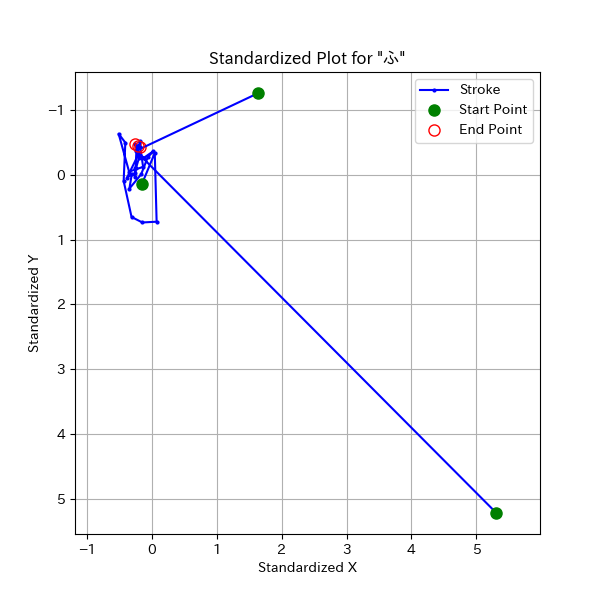 Standardized Plot for "ふ"
Stroke
Start Point
End Point
Standardized Y
−1
0
1
2
3
4
5
−1 0 1 2 3 4 5
Standardized X